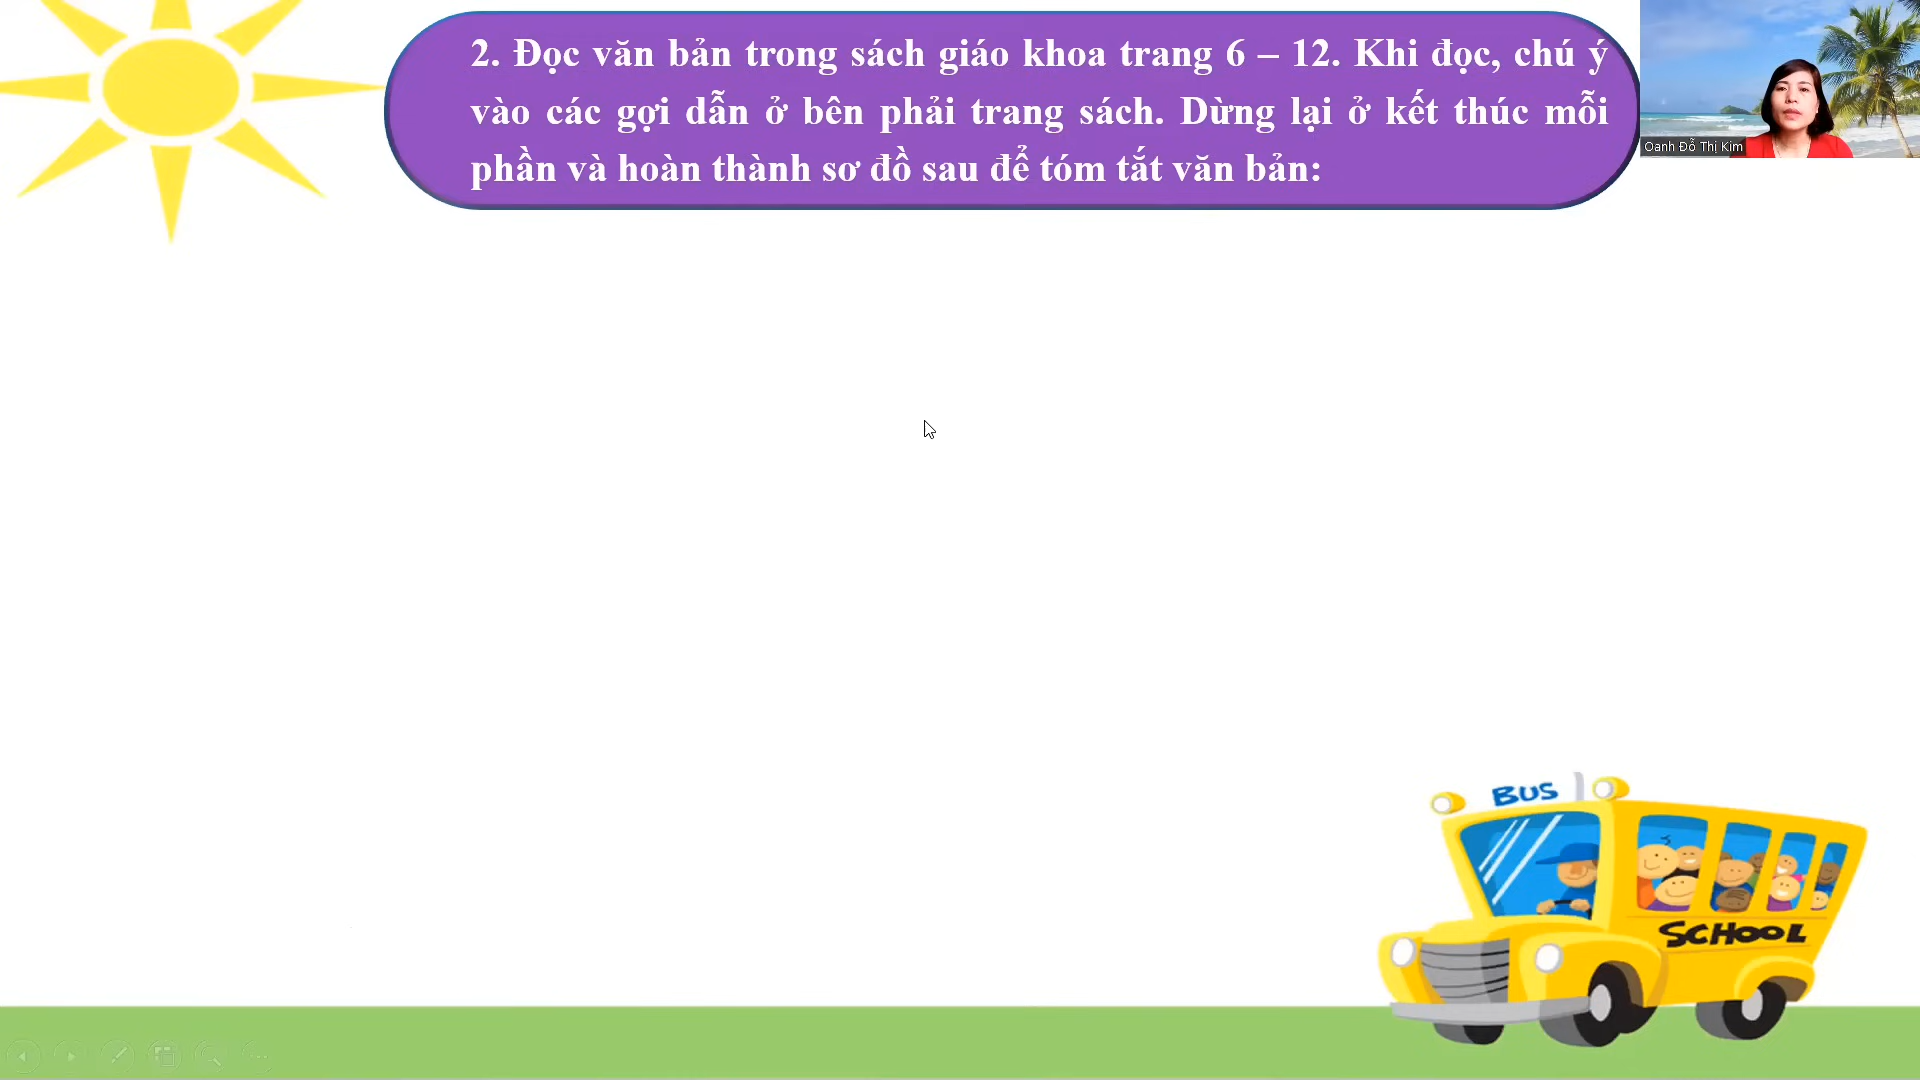 2. Đọc văn bản trong sách giáo khoa trang 6 – 12. Khi đọc, chú ý
vào các gợi dẫn ở bên phải trang sách. Dừng lại ở kết thúc mỗi
phần và hoàn thành sơ đồ sau để tóm tắt văn bản:
Oanh Đỗ Thị Kim
BUS
SCHOOL